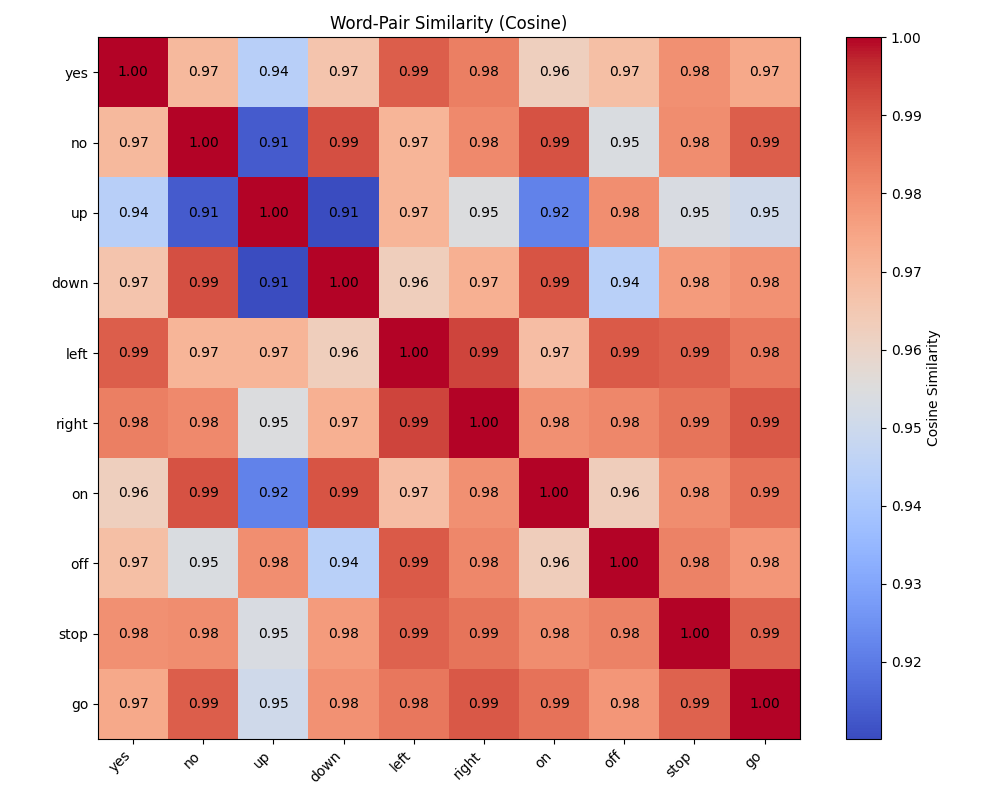 Word-Pair Similarity (Cosine)
yes 1.00 0.97 0.94 0.97 0.99 0.98 0.96 0.97 0.98 0.97
no 0.97 1.00 0.91 0.99 0.97 0.98 0.99 0.95 0.98 0.99
up 0.94 0.91 1.00 0.91 0.97 0.95 0.92 0.98 0.95 0.95
down 0.97 0.99 0.91 1.00 0.96 0.97 0.99 0.94 0.98 0.98
left 0.99 0.97 0.97 0.96 1.00 0.99 0.97 0.99 0.99 0.98
right 0.98 0.98 0.95 0.97 0.99 1.00 0.98 0.98 0.99 0.99
on 0.96 0.99 0.92 0.99 0.97 0.98 1.00 0.96 0.98 0.99
off 0.97 0.95 0.98 0.94 0.99 0.98 0.96 1.00 0.98 0.98
stop 0.98 0.98 0.95 0.98 0.99 0.99 0.98 0.98 1.00 0.99
go 0.97 0.99 0.95 0.98 0.98 0.99 0.99 0.98 0.99 1.00
yes no up down left right on off stop go
1.00
0.99
0.98
0.97
0.96
0.95
0.94
0.93
0.92
Cosine Similarity